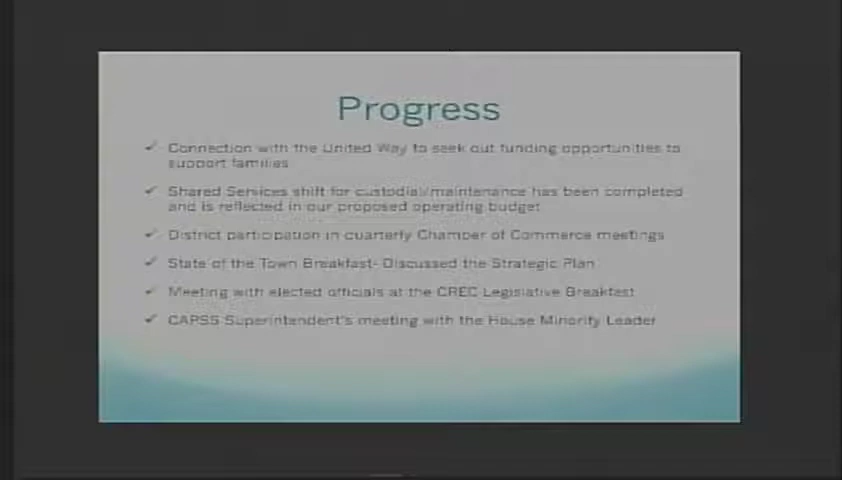 Progress
✓ Connection with the United Way to seek out funding opportunities to
support families
✓ Shared Services shift for custodial/maintenance has been completed
and is reflected in our proposed operating budget
✓ District participation in quarterly Chamber of Commerce meetings
✓ State of the Town Breakfast- Discussed the Strategic Plan
✓ Meeting with elected officials at the CREC Legislative Breakfast
✓ CAPSS Superintendent's meeting with the House Minority Leader